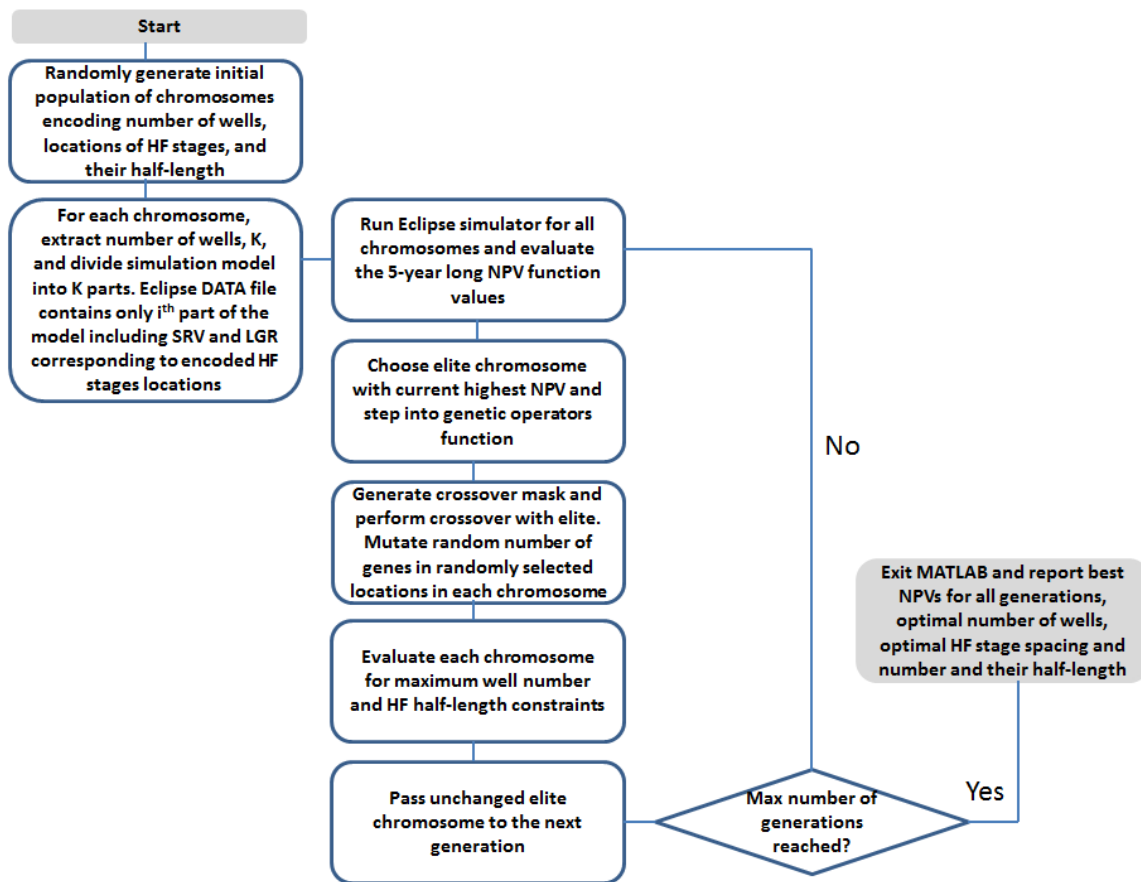 Start
Randomly generate initial
population of chromosomes
encoding number of wells,
locations of HF stages, and
their half-length
For each chromosome,
extract number of wells, K,
and divide simulation model
into K parts. Eclipse DATA file
contains only iᵗʰ part of the
model including SRV and LGR
corresponding to encoded HF
stages locations
Run Eclipse simulator for all
chromosomes and evaluate
the 5-year long NPV function
values
Choose elite chromosome
with current highest NPV and
step into genetic operators
function
Generate crossover mask and
perform crossover with elite.
Mutate random number of
genes in randomly selected
locations in each chromosome
Evaluate each chromosome
for maximum well number
and HF half-length constraints
Pass unchanged elite
chromosome to the next
generation
Max number of
generations
reached?
No
Yes
Exit MATLAB and report best
NPVs for all generations,
optimal number of wells,
optimal HF stage spacing and
number and their half-length